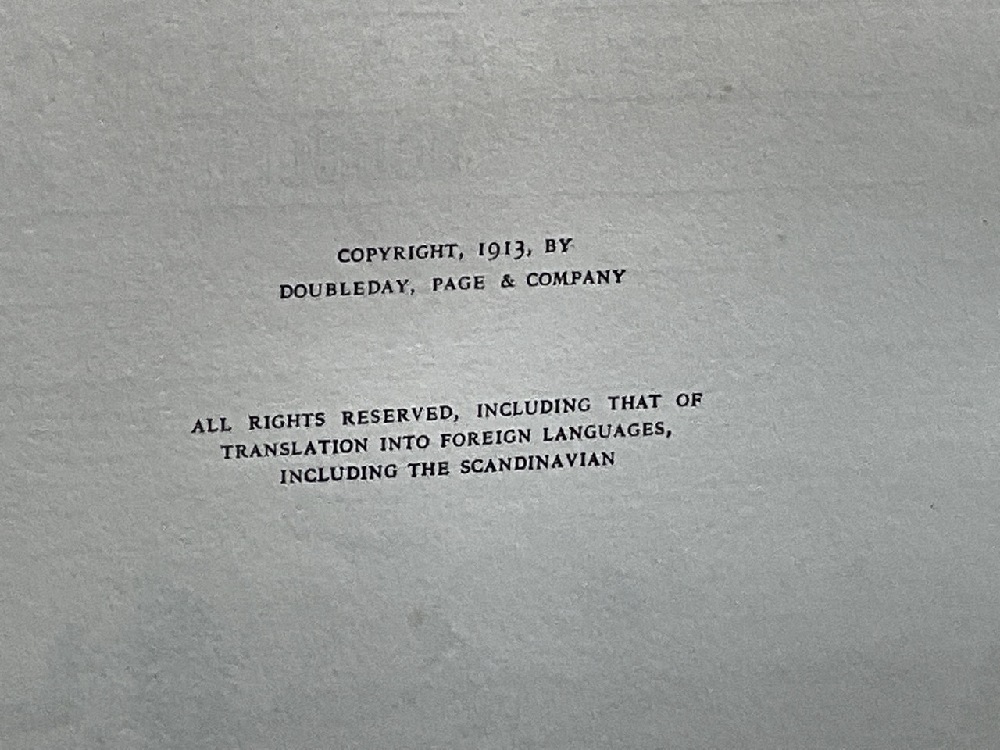 COPYRIGHT, 1913, BY
DOUBLEDAY, PAGE & COMPANY
ALL RIGHTS RESERVED, INCLUDING THAT OF
TRANSLATION INTO FOREIGN LANGUAGES,
INCLUDING THE SCANDINAVIAN